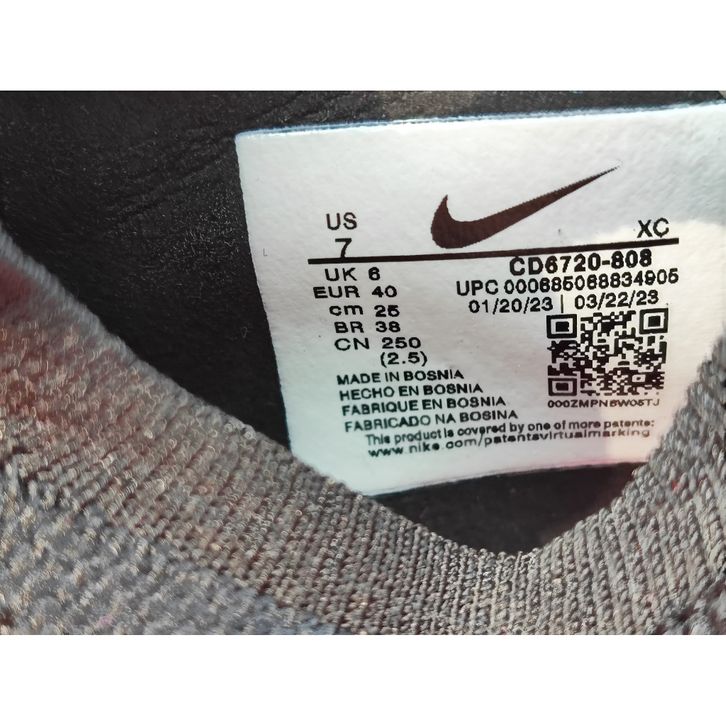 US
7
XC
UK 6
EUR 40
cm 25
BR 38
CN 250
(2.5)
CD6720-808
UPC 000685068834905
01/20/23 | 03/22/23
000ZMPNBW05TJ
MADE IN BOSNIA
HECHO EN BOSNIA
FABRIQUE EN BOSNIA
FABRICADO NA BOSINA
This product is covered by one of more patents:
www.nike.com/patentsvirtualmarking